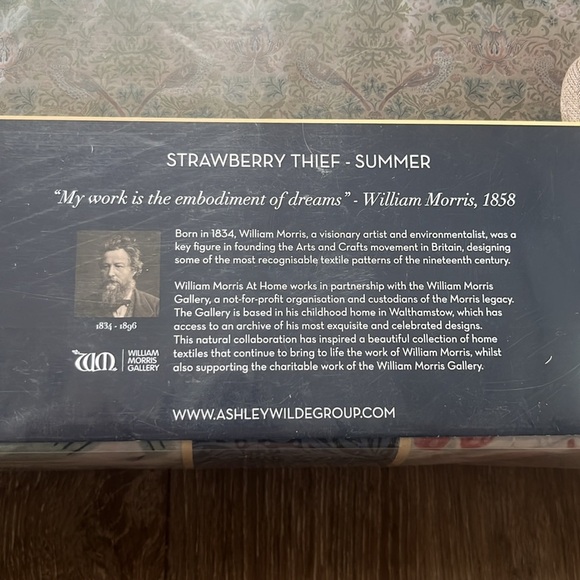 STRAWBERRY THIEF - SUMMER
"My work is the embodiment of dreams" - William Morris, 1858
Born in 1834, William Morris, a visionary artist and environmentalist, was a
key figure in founding the Arts and Crafts movement in Britain, designing
some of the most recognisable textile patterns of the nineteenth century.
William Morris At Home works in partnership with the William Morris
Gallery, a not-for-profit organisation and custodians of the Morris legacy.
The Gallery is based in his childhood home in Walthamstow, which has
access to an archive of his most exquisite and celebrated designs.
This natural collaboration has inspired a beautiful collection of home
textiles that continue to bring to life the work of William Morris, whilst
also supporting the charitable work of the William Morris Gallery.
1834 - 1896
WM
WILLIAM
MORRIS
GALLERY
WWW.ASHLEYWILDEGROUP.COM